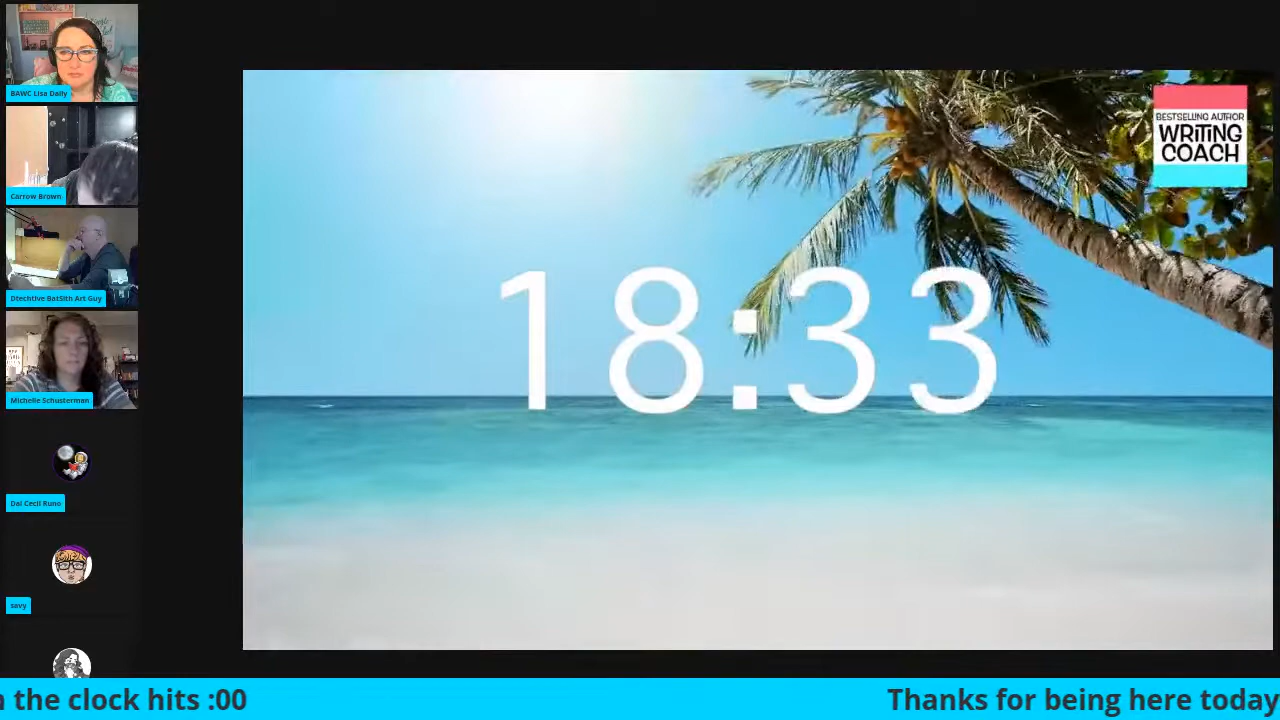 BAWC Lisa Daily
Carrow Brown
Dtechtive BatSith Art Guy
Michelle Schusterman
Dai Cecil Runo
savy
18:33
BESTSELLING AUTHOR
WRITING
COACH
the clock hits :00
Thanks for being here today